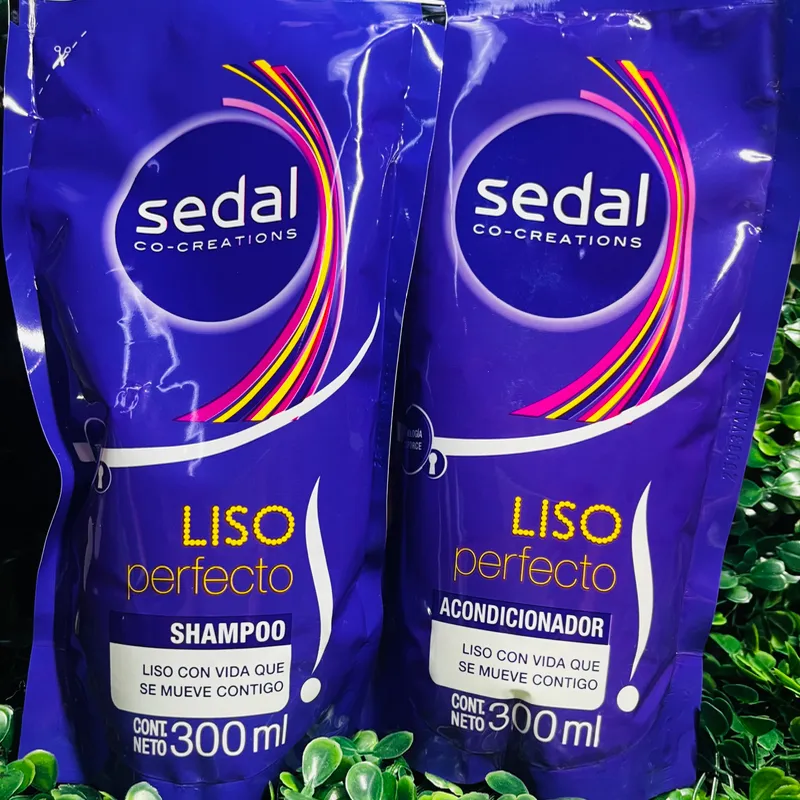 sedal
CO-CREATIONS
LISO
perfecto
SHAMPOO
LISO CON VIDA QUE
SE MUEVE CONTIGO
CONT.
NETO 300 ml
sedal
CO-CREATIONS
LISO
perfecto
ACONDICIONADOR
LISO CON VIDA QUE
SE MUEVE CONTIGO
CONT.
NETO 300 ml